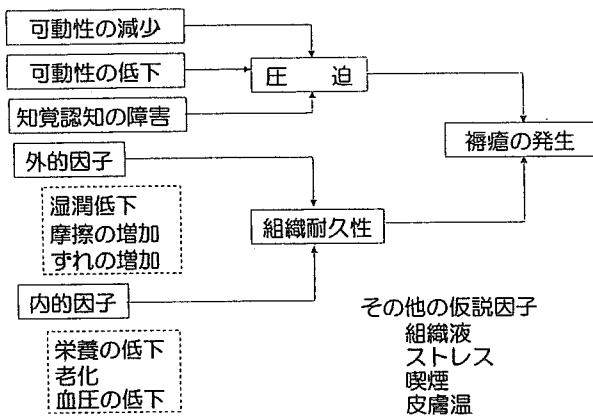 可動性の減少
可動性の低下
圧　迫
知覚認知の障害
褥瘡の発生
外的因子
湿潤低下
摩擦の増加
ずれの増加
組織耐久性
内的因子
栄養の低下
老化
血圧の低下
その他の仮説因子
組織液
ストレス
喫煙
皮膚温